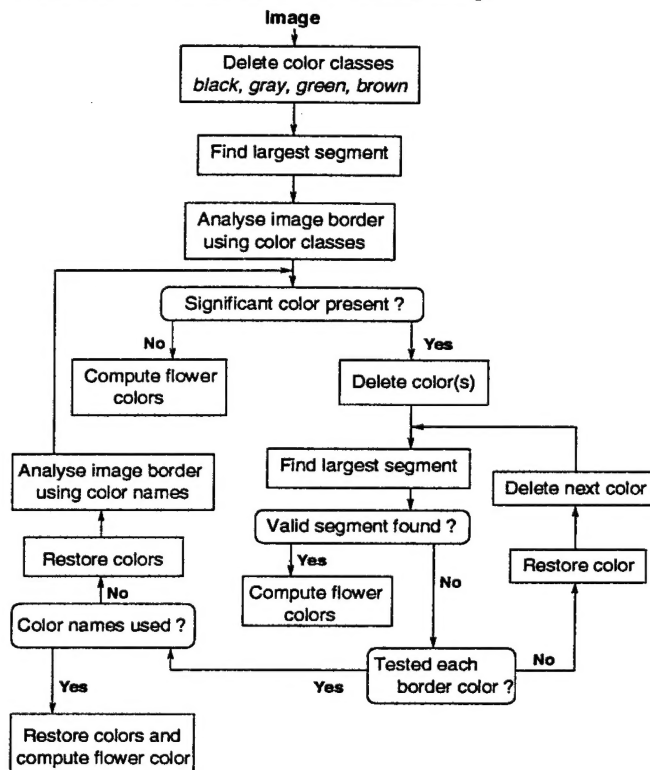 Image
Delete color classes
black, gray, green, brown
Find largest segment
Analyse image border
using color classes
Significant color present ?
No
Yes
Compute flower
colors
Delete color(s)
Analyse image border
using color names
Find largest segment
Delete next color
Valid segment found ?
Restore colors
Yes
No
Restore color
Compute flower
colors
No
Color names used ?
Tested each
border color ?
No
Yes
Yes
Restore colors and
compute flower color